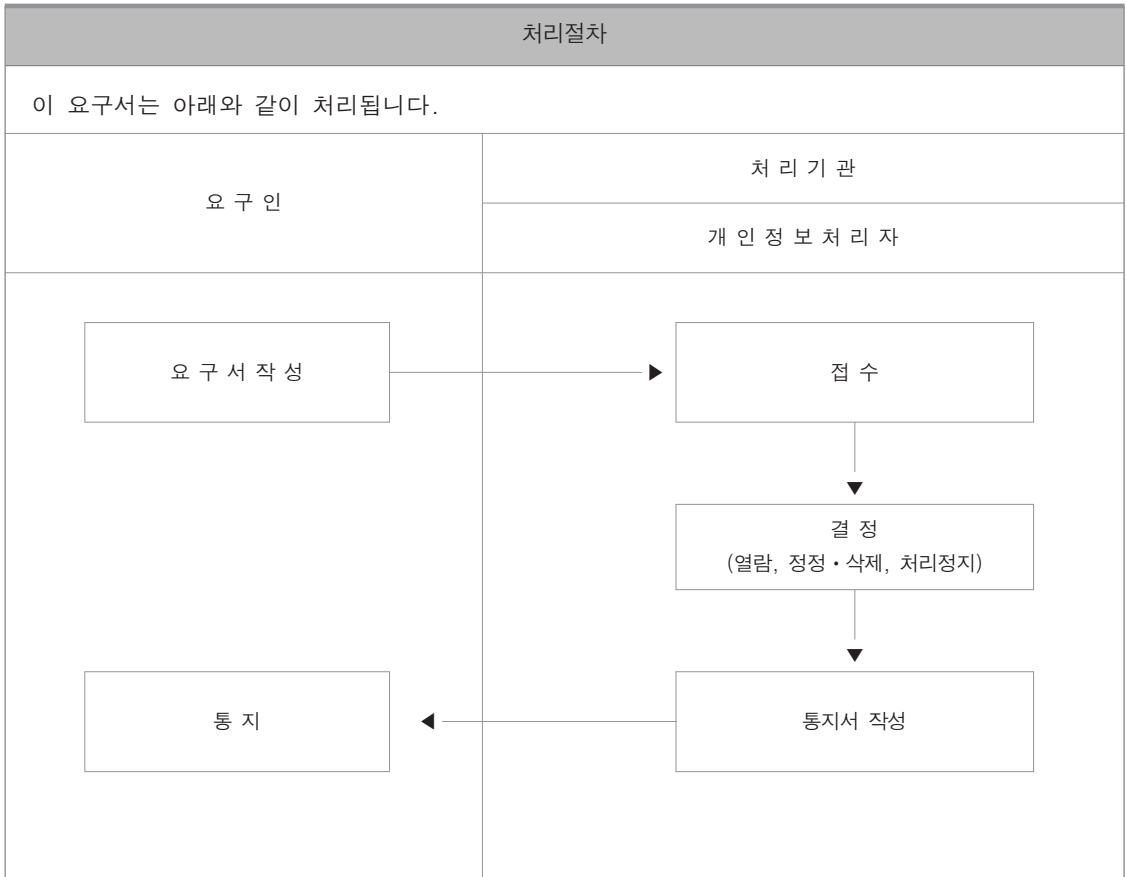 처리절차
이 요구서는 아래와 같이 처리됩니다.
요 구 인
처 리 기 관
개 인 정 보 처 리 자
요 구 서 작 성
접 수
결 정
(열람, 정정・삭제, 처리정지)
통 지
통지서 작성